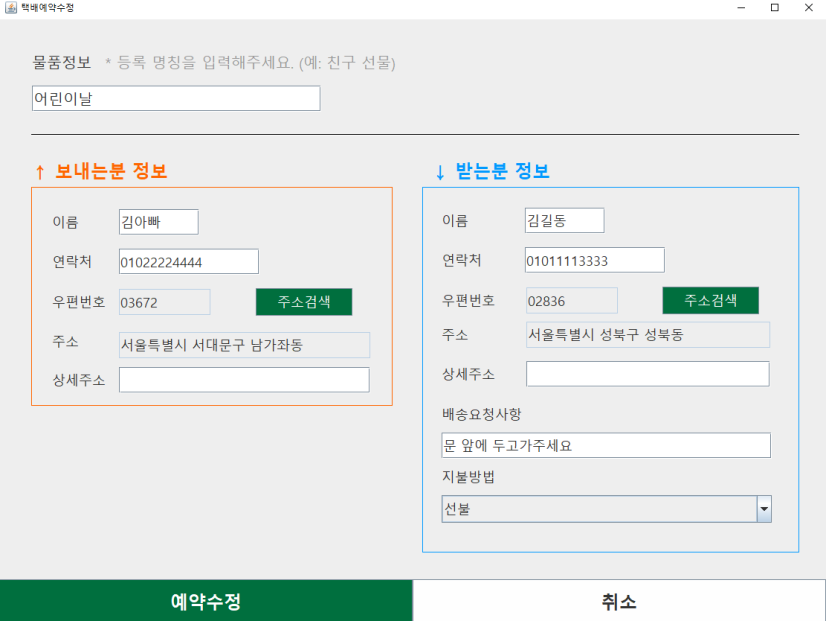 택배예약수정
물품정보 * 등록 명칭을 입력해주세요. (예: 친구 선물)
어린이날
↑ 보내는분 정보
이름 김아빠
연락처 01022224444
우편번호 03672 주소검색
주소 서울특별시 서대문구 남가좌동
상세주소
↓ 받는분 정보
이름 김길동
연락처 01011113333
우편번호 02836 주소검색
주소 서울특별시 성북구 성북동
상세주소
배송요청사항
문 앞에 두고가주세요
지불방법
선불
예약수정 취소